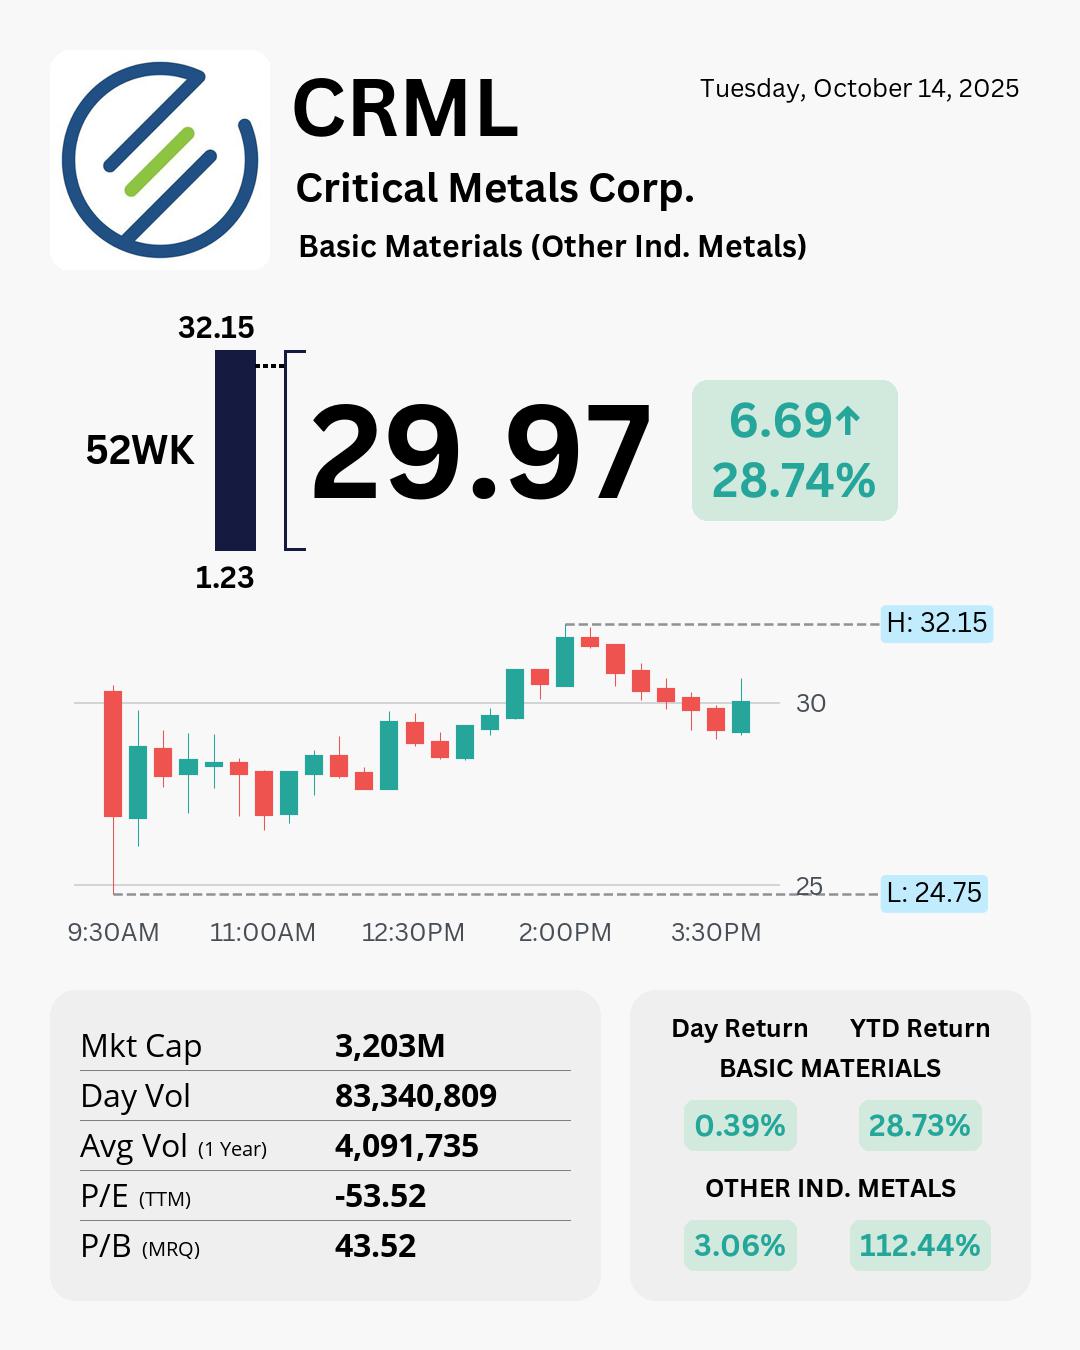 CRML
Tuesday, October 14, 2025
Critical Metals Corp.
Basic Materials (Other Ind. Metals)
32.15
52WK
29.97
6.69↑
28.74%
1.23
H: 32.15
30
25
L: 24.75
9:30AM 11:00AM 12:30PM 2:00PM 3:30PM
Mkt Cap 3,203M
Day Vol 83,340,809
Avg Vol (1 Year) 4,091,735
P/E (TTM) -53.52
P/B (MRQ) 43.52
Day Return YTD Return
BASIC MATERIALS
0.39% 28.73%
OTHER IND. METALS
3.06% 112.44%